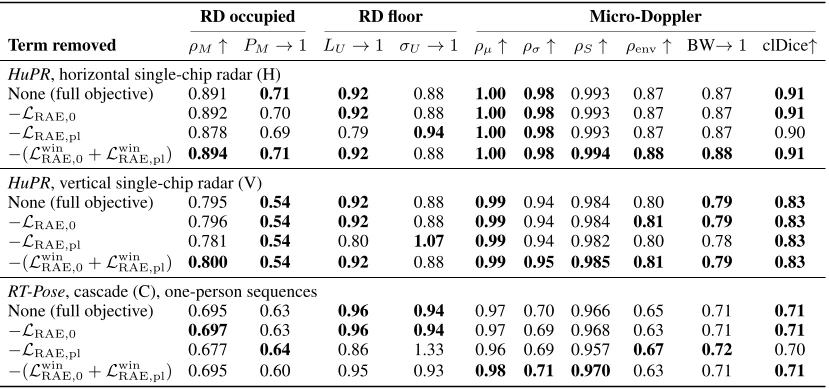 RD occupied RD floor Micro-Doppler
Term removed ρ_M ↑ P_M → 1 L_U → 1 σ_U → 1 ρ_μ ↑ ρ_σ ↑ ρ_S ↑ ρ_env ↑ BW→ 1 clDice↑
HuPR, horizontal single-chip radar (H)
None (full objective) 0.891 0.71 0.92 0.88 1.00 0.98 0.993 0.87 0.87 0.91
−ℒ_RAE,0 0.892 0.70 0.92 0.88 1.00 0.98 0.993 0.87 0.87 0.91
−ℒ_RAE,pl 0.878 0.69 0.79 0.94 1.00 0.98 0.993 0.87 0.87 0.90
−(ℒ^win_RAE,0 + ℒ^win_RAE,pl) 0.894 0.71 0.92 0.88 1.00 0.98 0.994 0.88 0.88 0.91
HuPR, vertical single-chip radar (V)
None (full objective) 0.795 0.54 0.92 0.88 0.99 0.94 0.984 0.80 0.79 0.83
−ℒ_RAE,0 0.796 0.54 0.92 0.88 0.99 0.94 0.984 0.81 0.79 0.83
−ℒ_RAE,pl 0.781 0.54 0.80 1.07 0.99 0.94 0.982 0.80 0.78 0.83
−(ℒ^win_RAE,0 + ℒ^win_RAE,pl) 0.800 0.54 0.92 0.88 0.99 0.95 0.985 0.81 0.79 0.83
RT-Pose, cascade (C), one-person sequences
None (full objective) 0.695 0.63 0.96 0.94 0.97 0.70 0.966 0.65 0.71 0.71
−ℒ_RAE,0 0.697 0.63 0.96 0.94 0.97 0.69 0.968 0.63 0.71 0.71
−ℒ_RAE,pl 0.677 0.64 0.86 1.33 0.96 0.69 0.957 0.67 0.72 0.70
−(ℒ^win_RAE,0 + ℒ^win_RAE,pl) 0.695 0.60 0.95 0.93 0.98 0.71 0.970 0.63 0.71 0.71